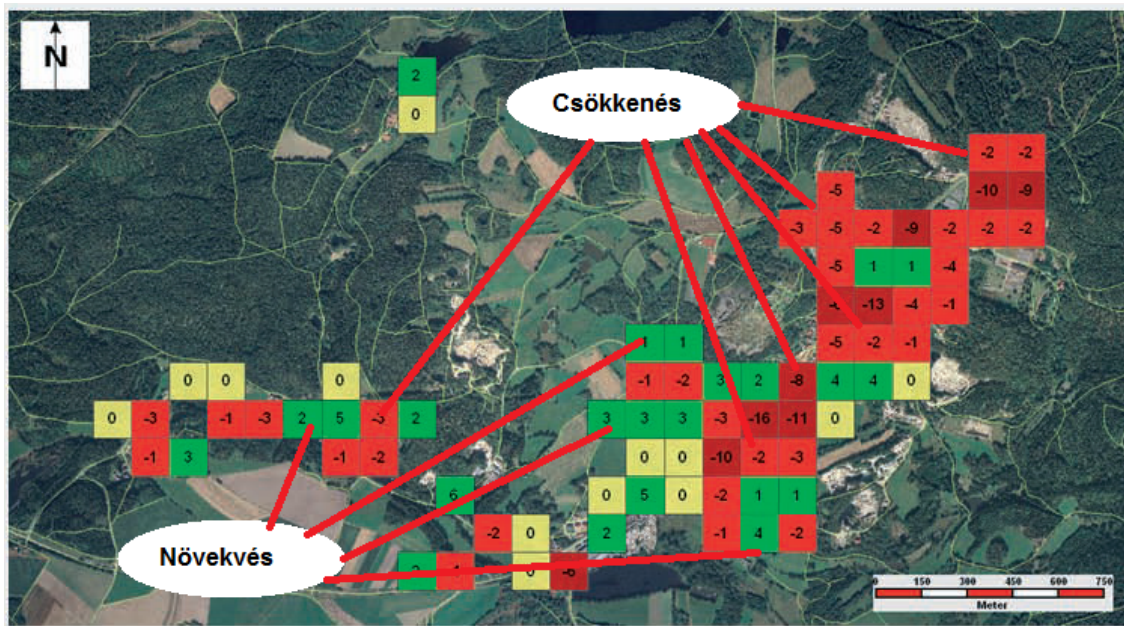 N
2
0
Csökkenés
-2 -2
-5 -10 -9
-3 -5 -2 -9 -2 -2 -2
-5 1 1 -4
-13 -4 -1
1 1 -5 -2 -1
0 0 0 -1 -2 3 2 -8 4 4 0
0 -3 -1 -3 2 5 2 3 3 3 -3 -16 -11 0
-1 3 -1 -2 0 0 -10 -2 -3
6 0 5 0 -2 1 1
Növekvés
-2 0 2 -1 4 -2
0
0 150 300 450 600 750
Meter